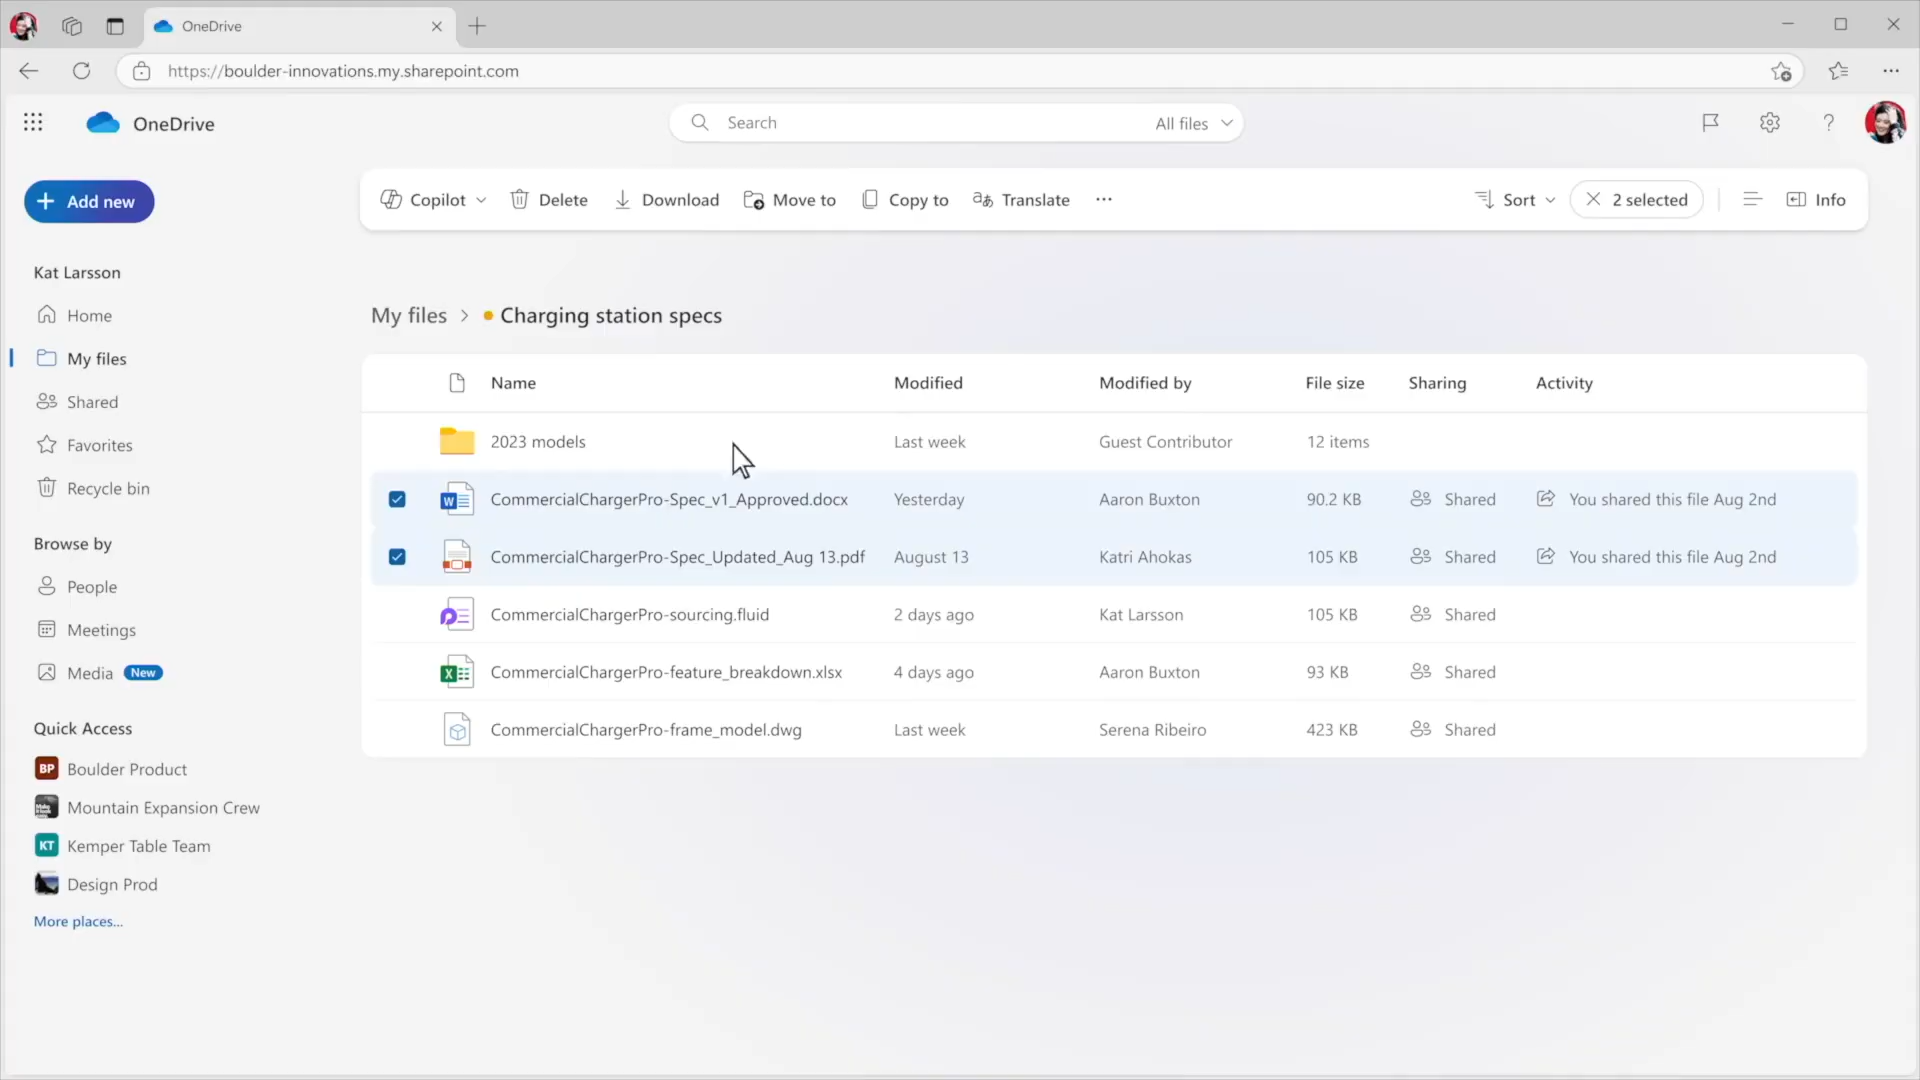 OneDrive
https://boulder-innovations.my.sharepoint.com
OneDrive
Search
All files
Add new
Copilot
Delete
Download
Move to
Copy to
Translate
Sort
2 selected
Info
Kat Larsson
Home
My files
Shared
Favorites
Recycle bin
Browse by
People
Meetings
Media New
Quick Access
BP Boulder Product
Mountain Expansion Crew
KT Kemper Table Team
Design Prod
More places...
My files > Charging station specs
Name Modified Modified by File size Sharing Activity
2023 models Last week Guest Contributor 12 items
CommercialChargerPro-Spec_v1_Approved.docx Yesterday Aaron Buxton 90.2 KB Shared You shared this file Aug 2nd
CommercialChargerPro-Spec_Updated_Aug 13.pdf August 13 Katri Ahokas 105 KB Shared You shared this file Aug 2nd
CommercialChargerPro-sourcing.fluid 2 days ago Kat Larsson 105 KB Shared
CommercialChargerPro-feature_breakdown.xlsx 4 days ago Aaron Buxton 93 KB Shared
CommercialChargerPro-frame_model.dwg Last week Serena Ribeiro 423 KB Shared